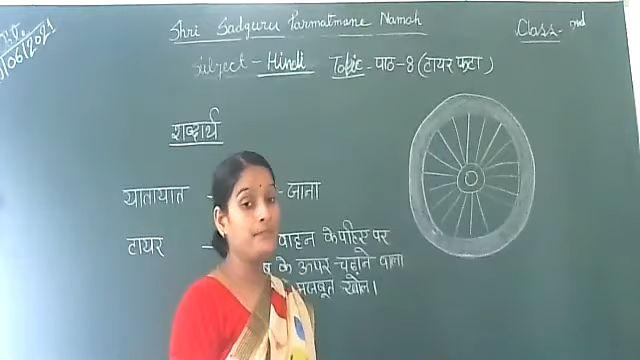 Shri Sadguru Parmatmane Namah
Class - 2nd
Subject - Hindi Topic - पाठ - 8 (टायर फटा)
शब्दार्थ
यातायात - - जाना
टायर - वाहन के पहिए पर
के ऊपर चढ़ाने वाला
मजबूत खोल।